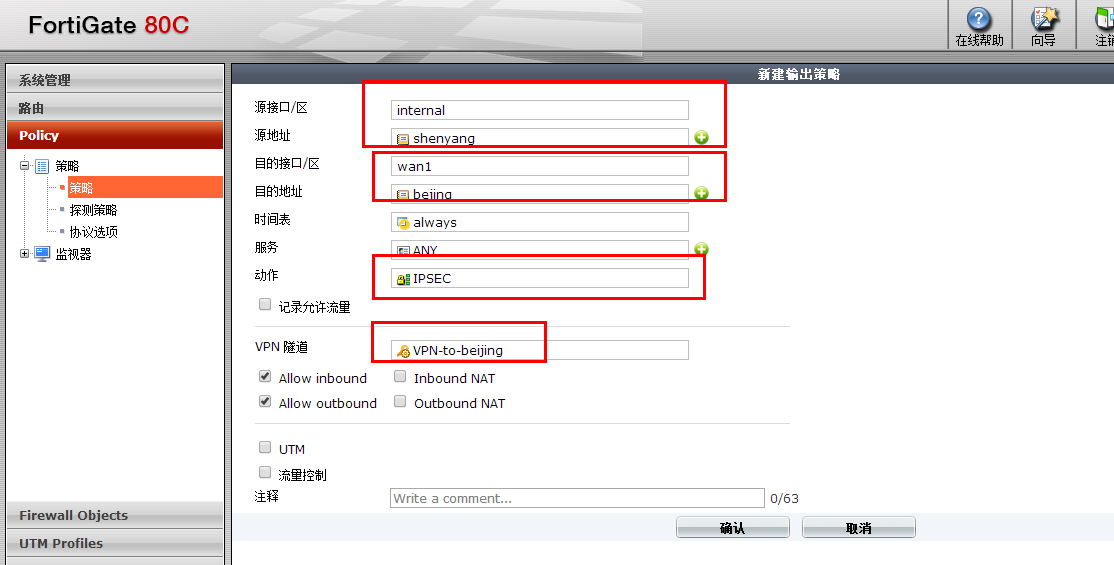 FortiGate 80C
在线帮助
向导
系统管理
路由
Policy
策略
策略
探测策略
协议选项
监视器
Firewall Objects
UTM Profiles
新建输出策略
源接口/区 internal
源地址 shenyang
目的接口/区 wan1
目的地址 beijing
时间表 always
服务 ANY
动作 IPSEC
记录允许流量
VPN 隧道 VPN-to-beijing
Allow inbound Inbound NAT
Allow outbound Outbound NAT
UTM
流量控制
注释 Write a comment... 0/63
确认 取消